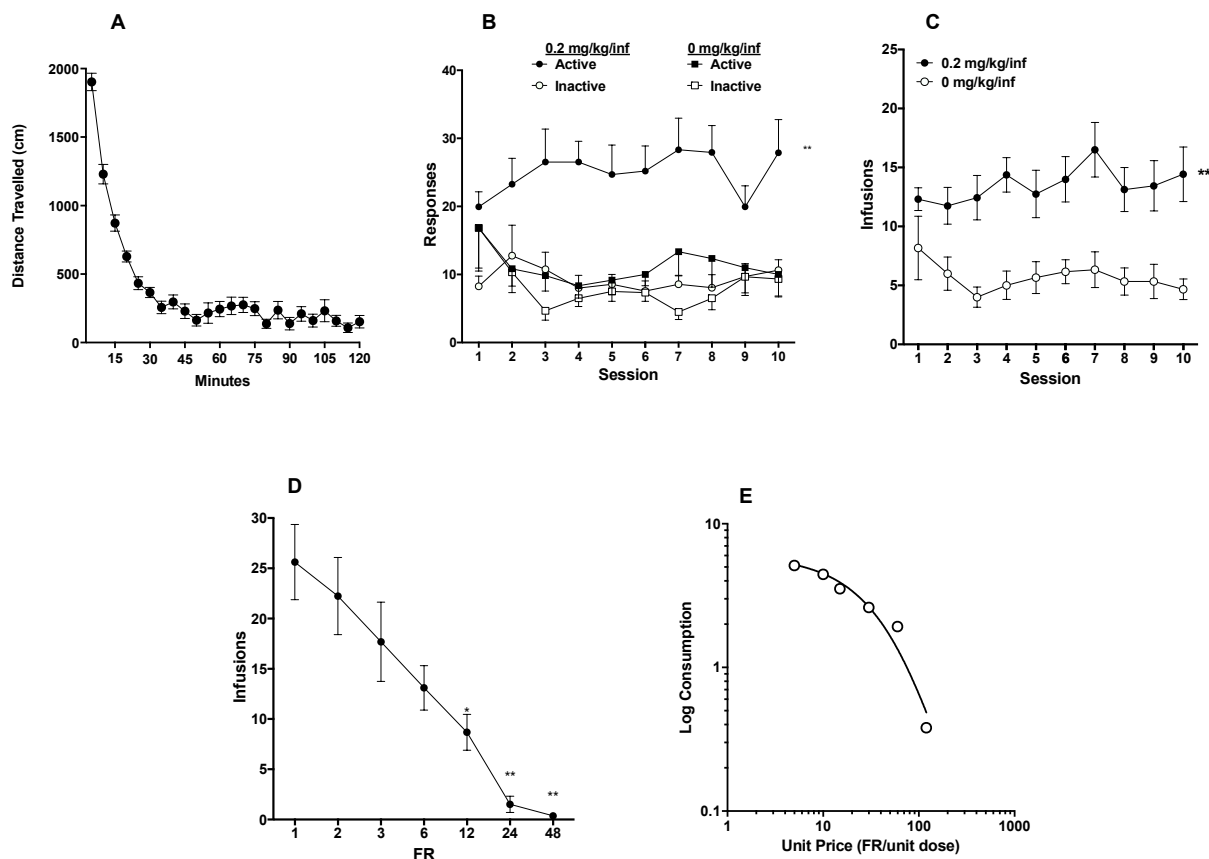 A
2000
1500
1000
500
0
15
30
45
60
75
90
105
120
Distance Travelled (cm)
Minutes
B
0.2 mg/kg/inf 0 mg/kg/inf
Active Active
Inactive Inactive
40
30
20
10
0
**
1 2 3 4 5 6 7 8 9 10
Responses
Session
C
0.2 mg/kg/inf
0 mg/kg/inf
25
20
15
10
5
0
**
1 2 3 4 5 6 7 8 9 10
Infusions
Session
D
30
25
20
15
10
5
0
*
**
**
1 2 3 6 12 24 48
Infusions
FR
E
10
1
0.1
1 10 100 1000
Log Consumption
Unit Price (FR/unit dose)